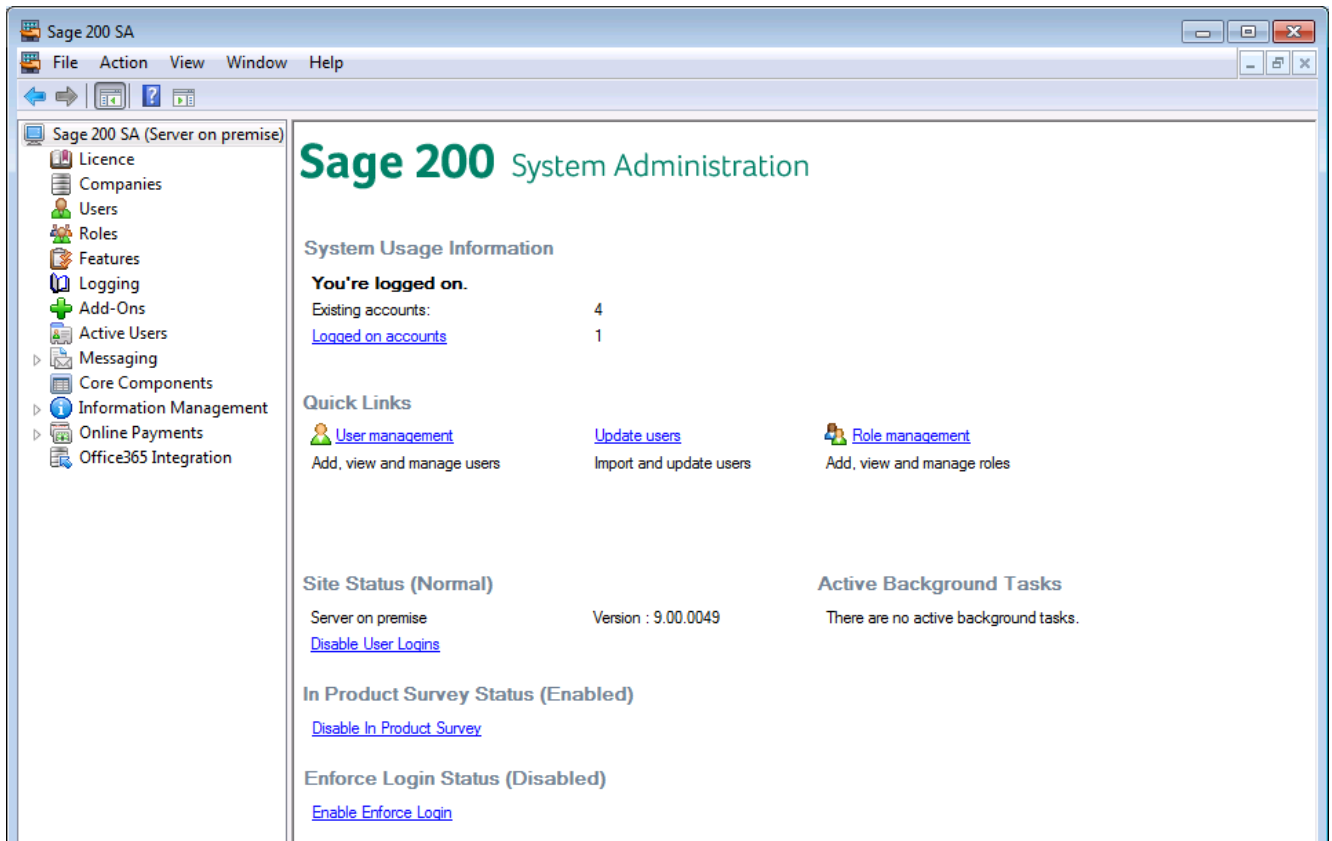 Sage 200 SA
File Action View Window Help
Sage 200 SA (Server on premise)
Licence
Companies
Users
Roles
Features
Logging
Add-Ons
Active Users
Messaging
Core Components
Information Management
Online Payments
Office365 Integration
Sage 200 System Administration
System Usage Information
You're logged on.
Existing accounts: 4
Logged on accounts 1
Quick Links
User management Update users Role management
Add, view and manage users Import and update users Add, view and manage roles
Site Status (Normal) Active Background Tasks
Server on premise Version : 9.00.0049 There are no active background tasks.
Disable User Logins
In Product Survey Status (Enabled)
Disable In Product Survey
Enforce Login Status (Disabled)
Enable Enforce Login